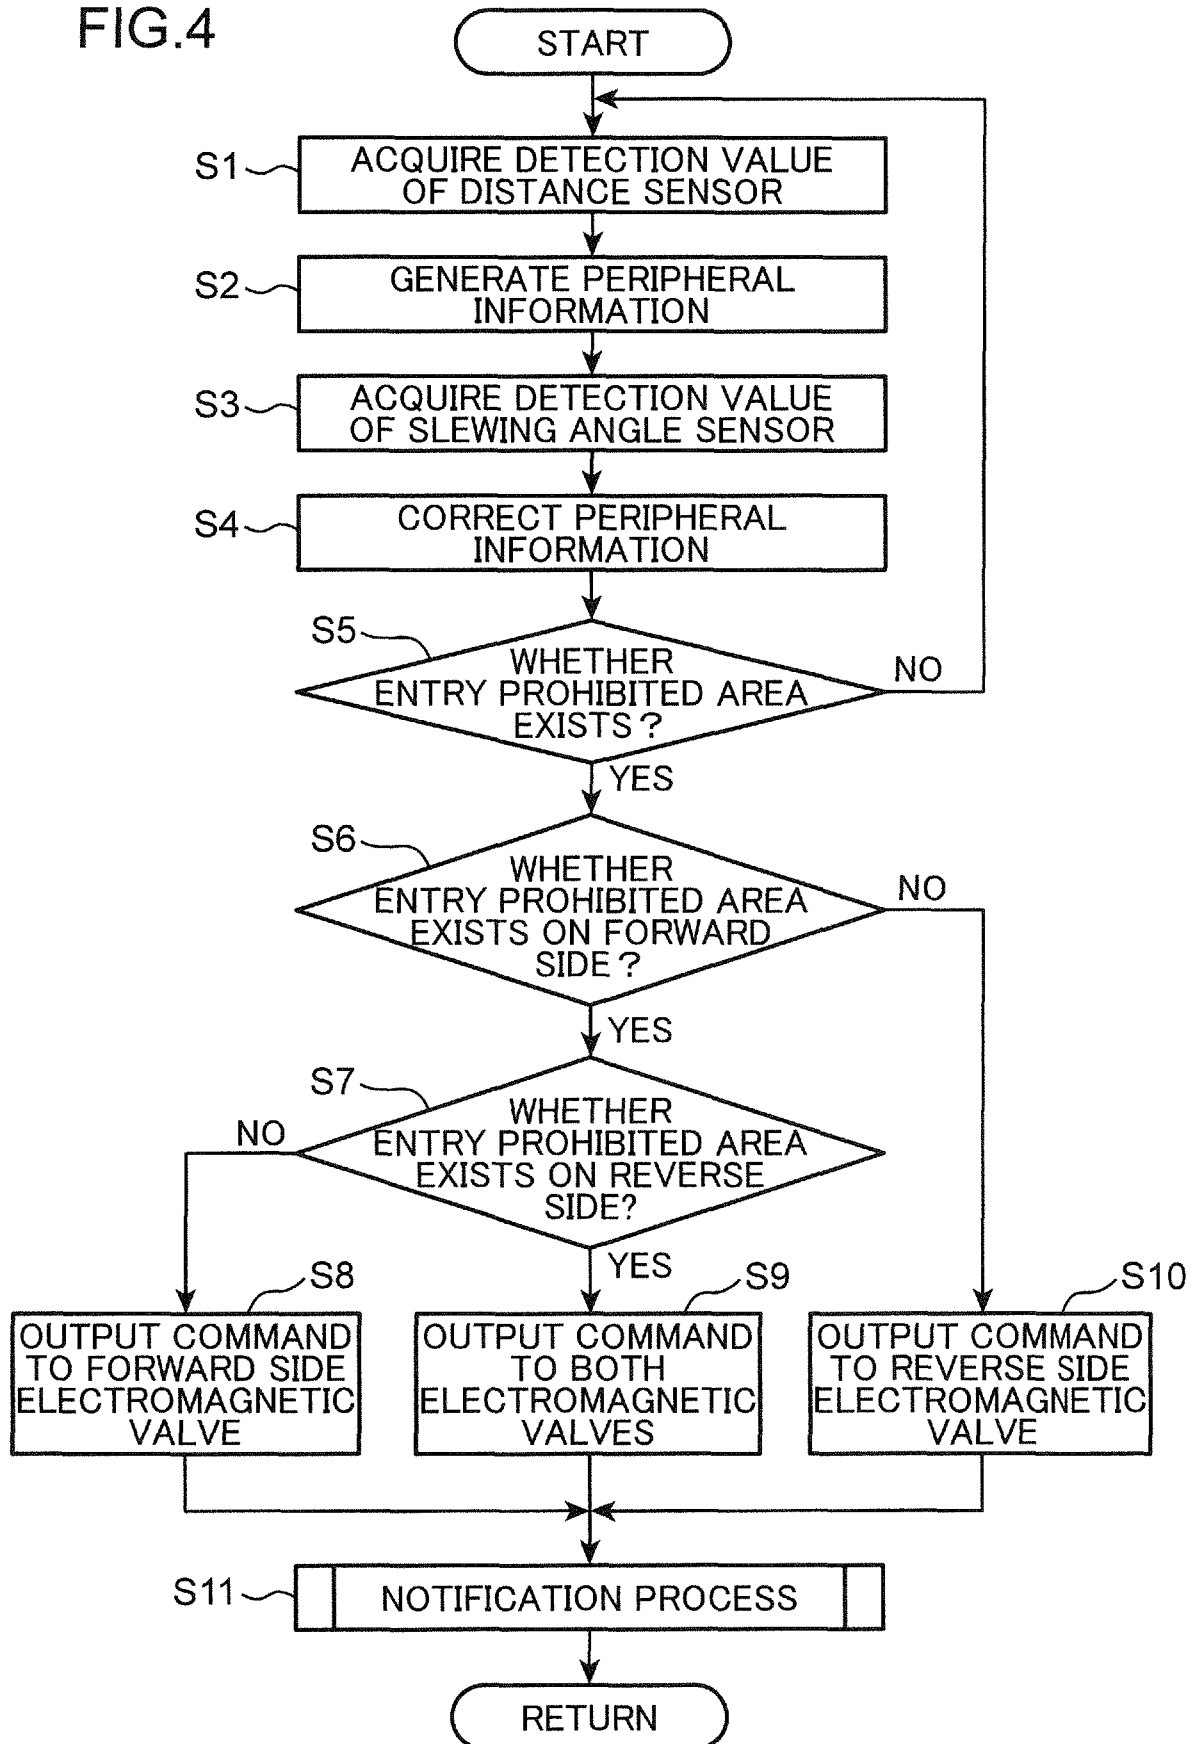 FIG.4
START
S1
ACQUIRE DETECTION VALUE
OF DISTANCE SENSOR
S2
GENERATE PERIPHERAL
INFORMATION
S3
ACQUIRE DETECTION VALUE
OF SLEWING ANGLE SENSOR
S4
CORRECT PERIPHERAL
INFORMATION
S5
WHETHER
ENTRY PROHIBITED AREA
EXISTS?
NO
YES
S6
WHETHER
ENTRY PROHIBITED AREA
EXISTS ON FORWARD
SIDE?
NO
YES
S7
WHETHER
ENTRY PROHIBITED AREA
EXISTS ON REVERSE
SIDE?
NO
YES
S8
OUTPUT COMMAND
TO FORWARD SIDE
ELECTROMAGNETIC
VALVE
S9
OUTPUT COMMAND
TO BOTH
ELECTROMAGNETIC
VALVES
S10
OUTPUT COMMAND
TO REVERSE SIDE
ELECTROMAGNETIC
VALVE
S11
NOTIFICATION PROCESS
RETURN